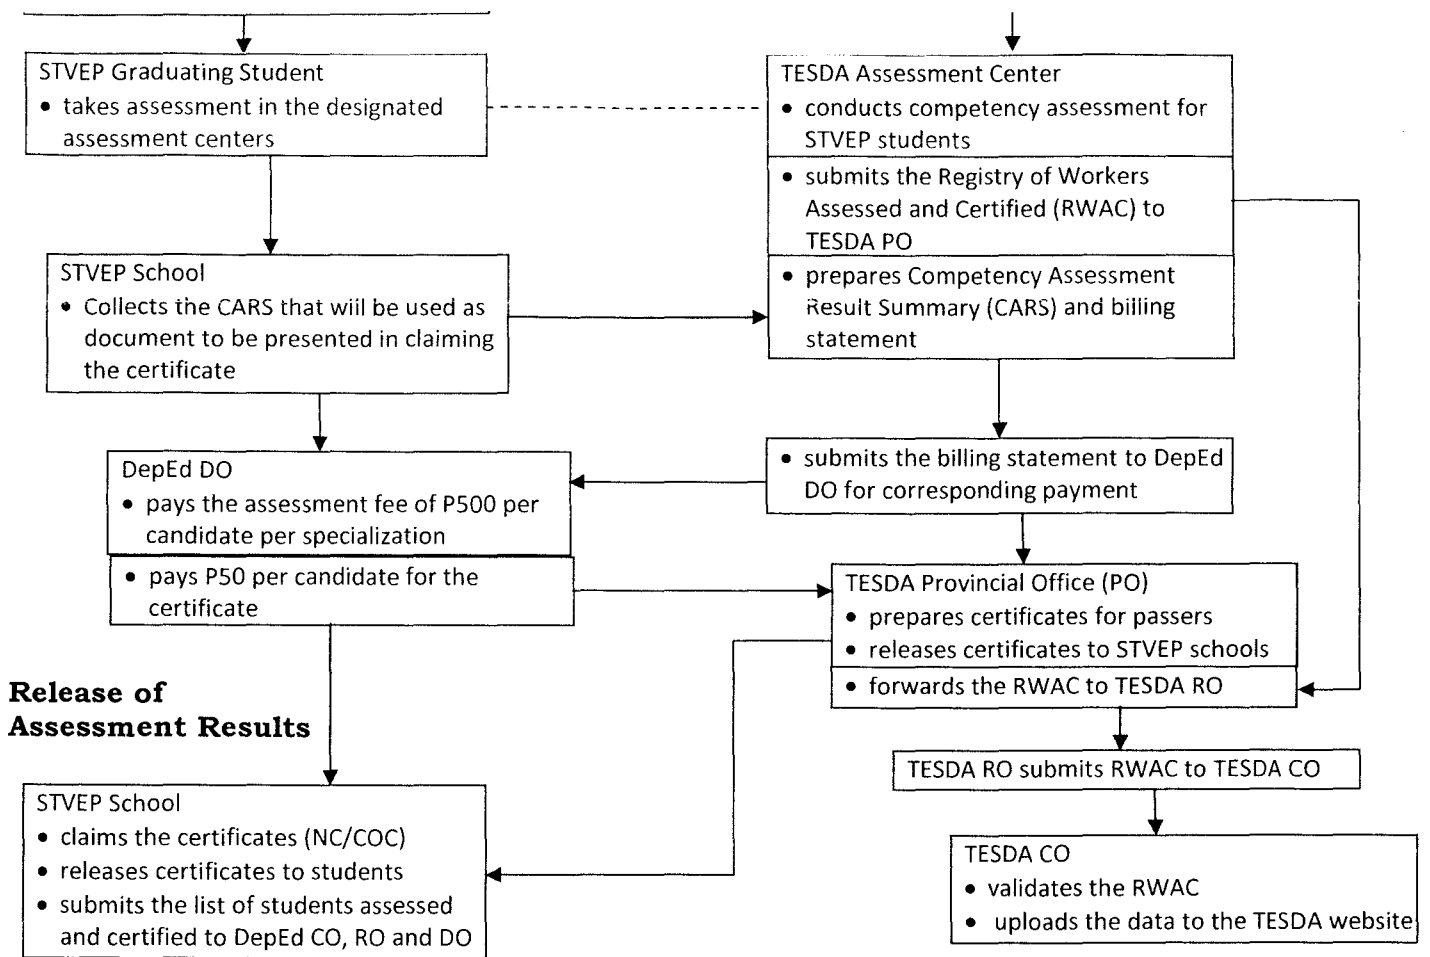 STVEP Graduating Student
• takes assessment in the designated
assessment centers
TESDA Assessment Center
• conducts competency assessment for
STVEP students
• submits the Registry of Workers
Assessed and Certified (RWAC) to
TESDA PO
• prepares Competency Assessment
Result Summary (CARS) and billing
statement
STVEP School
• Collects the CARS that will be used as
document to be presented in claiming
the certificate
• submits the billing statement to DepEd
DO for corresponding payment
DepEd DO
• pays the assessment fee of P500 per
candidate per specialization
• pays P50 per candidate for the
certificate
TESDA Provincial Office (PO)
• prepares certificates for passers
• releases certificates to STVEP schools
• forwards the RWAC to TESDA RO
Release of
Assessment Results
TESDA RO submits RWAC to TESDA CO
STVEP School
• claims the certificates (NC/COC)
• releases certificates to students
• submits the list of students assessed
and certified to DepEd CO, RO and DO
TESDA CO
• validates the RWAC
• uploads the data to the TESDA website